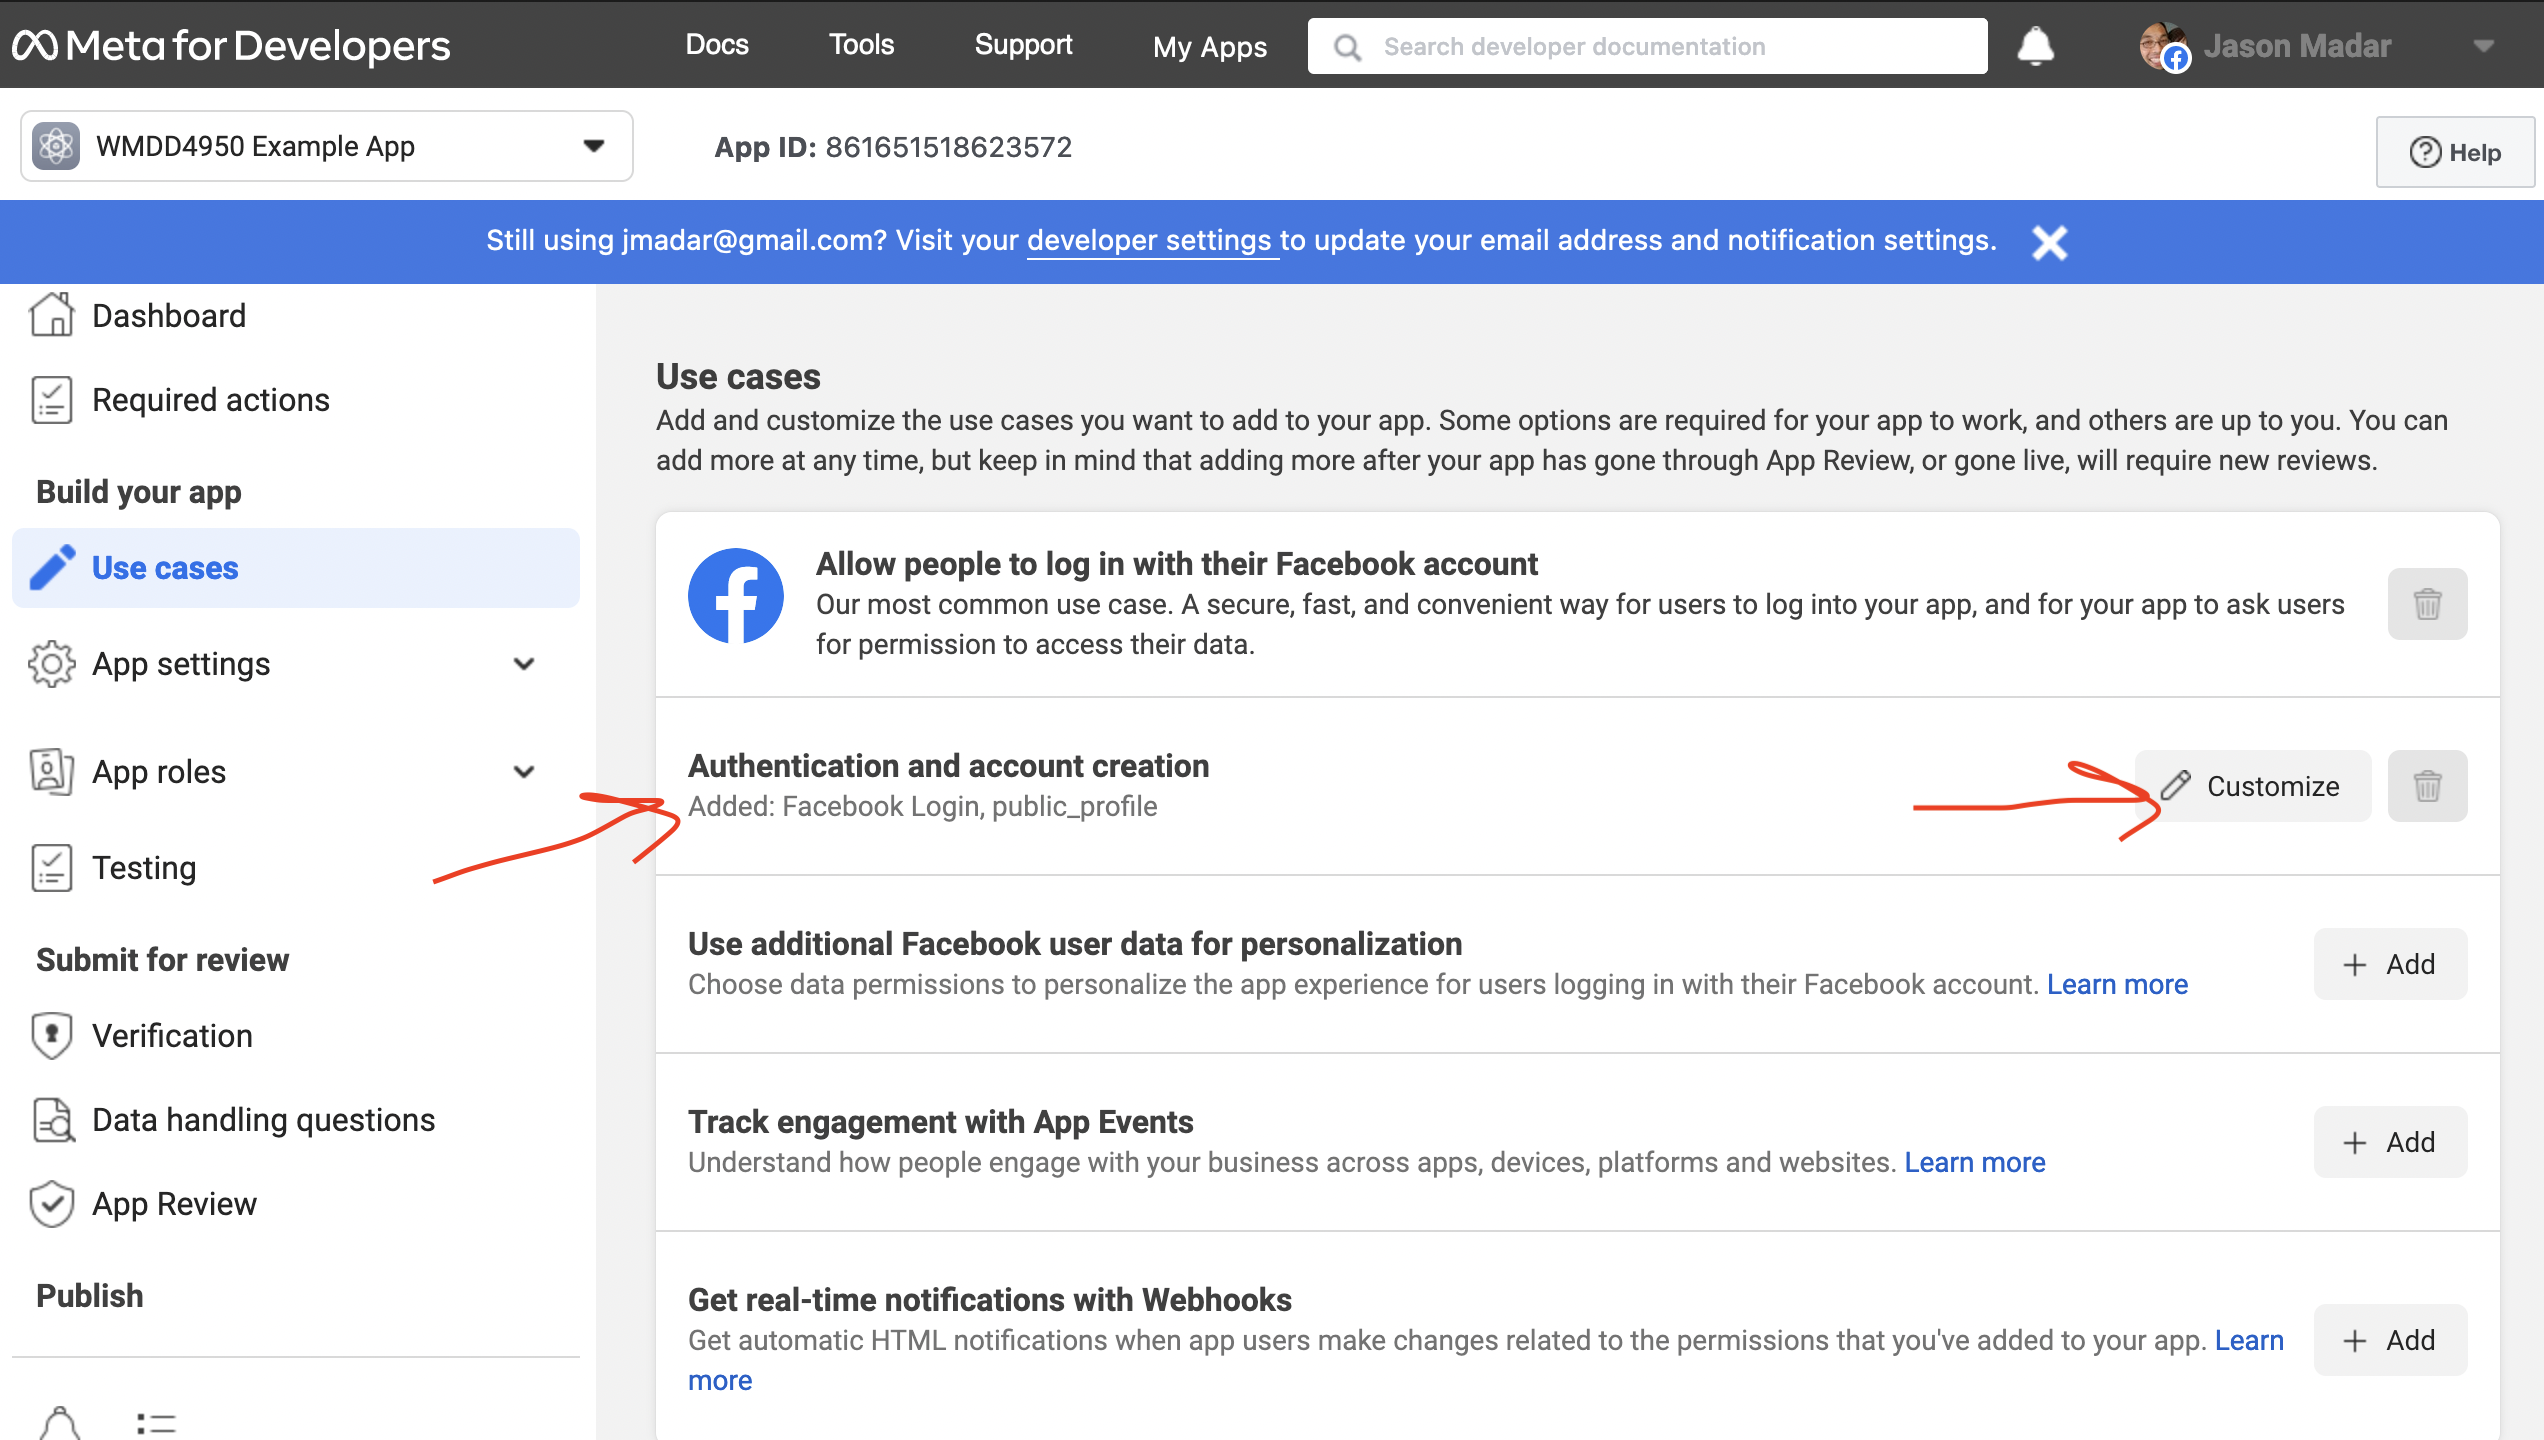 Meta for Developers
Docs
Tools
Support
My Apps
Search developer documentation
Jason Madar
WMDD4950 Example App
App ID: 861651518623572
Help
Still using jmadar@gmail.com? Visit your developer settings to update your email address and notification settings.
Dashboard
Required actions
Build your app
Use cases
App settings
App roles
Testing
Submit for review
Verification
Data handling questions
App Review
Publish
Use cases
Add and customize the use cases you want to add to your app. Some options are required for your app to work, and others are up to you. You can
add more at any time, but keep in mind that adding more after your app has gone through App Review, or gone live, will require new reviews.
Allow people to log in with their Facebook account
Our most common use case. A secure, fast, and convenient way for users to log into your app, and for your app to ask users
for permission to access their data.
Authentication and account creation
Added: Facebook Login, public_profile
Customize
Use additional Facebook user data for personalization
Choose data permissions to personalize the app experience for users logging in with their Facebook account. Learn more
Add
Track engagement with App Events
Understand how people engage with your business across apps, devices, platforms and websites. Learn more
Add
Get real-time notifications with Webhooks
Get automatic HTML notifications when app users make changes related to the permissions that you've added to your app. Learn
more
Add